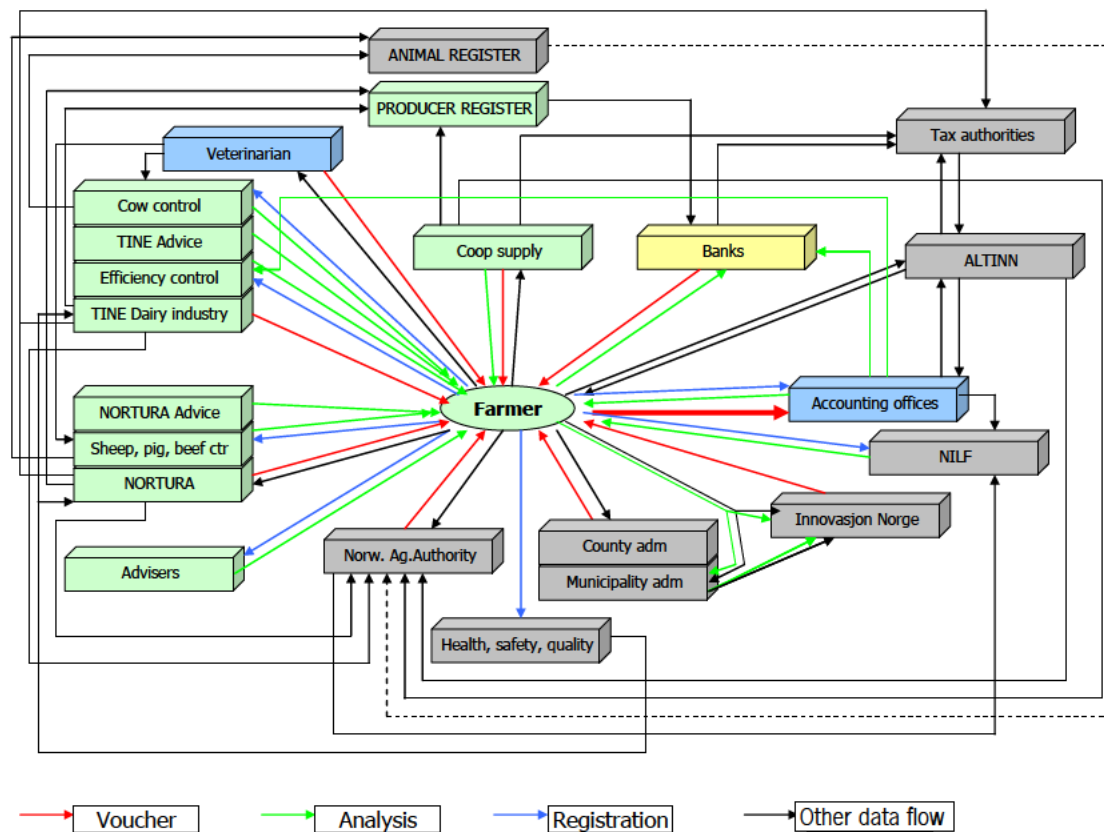 ANIMAL REGISTER
PRODUCER REGISTER
Tax authorities
Veterinarian
Cow control
TINE Advice
Efficiency control
TINE Dairy industry
Coop supply
Banks
ALTINN
Farmer
Accounting offices
NORTURA Advice
Sheep, pig, beef ctr
NORTURA
NILF
Innovasjon Norge
Advisers
Norw. Ag.Authority
County adm
Municipality adm
Health, safety, quality
Voucher
Analysis
Registration
Other data flow